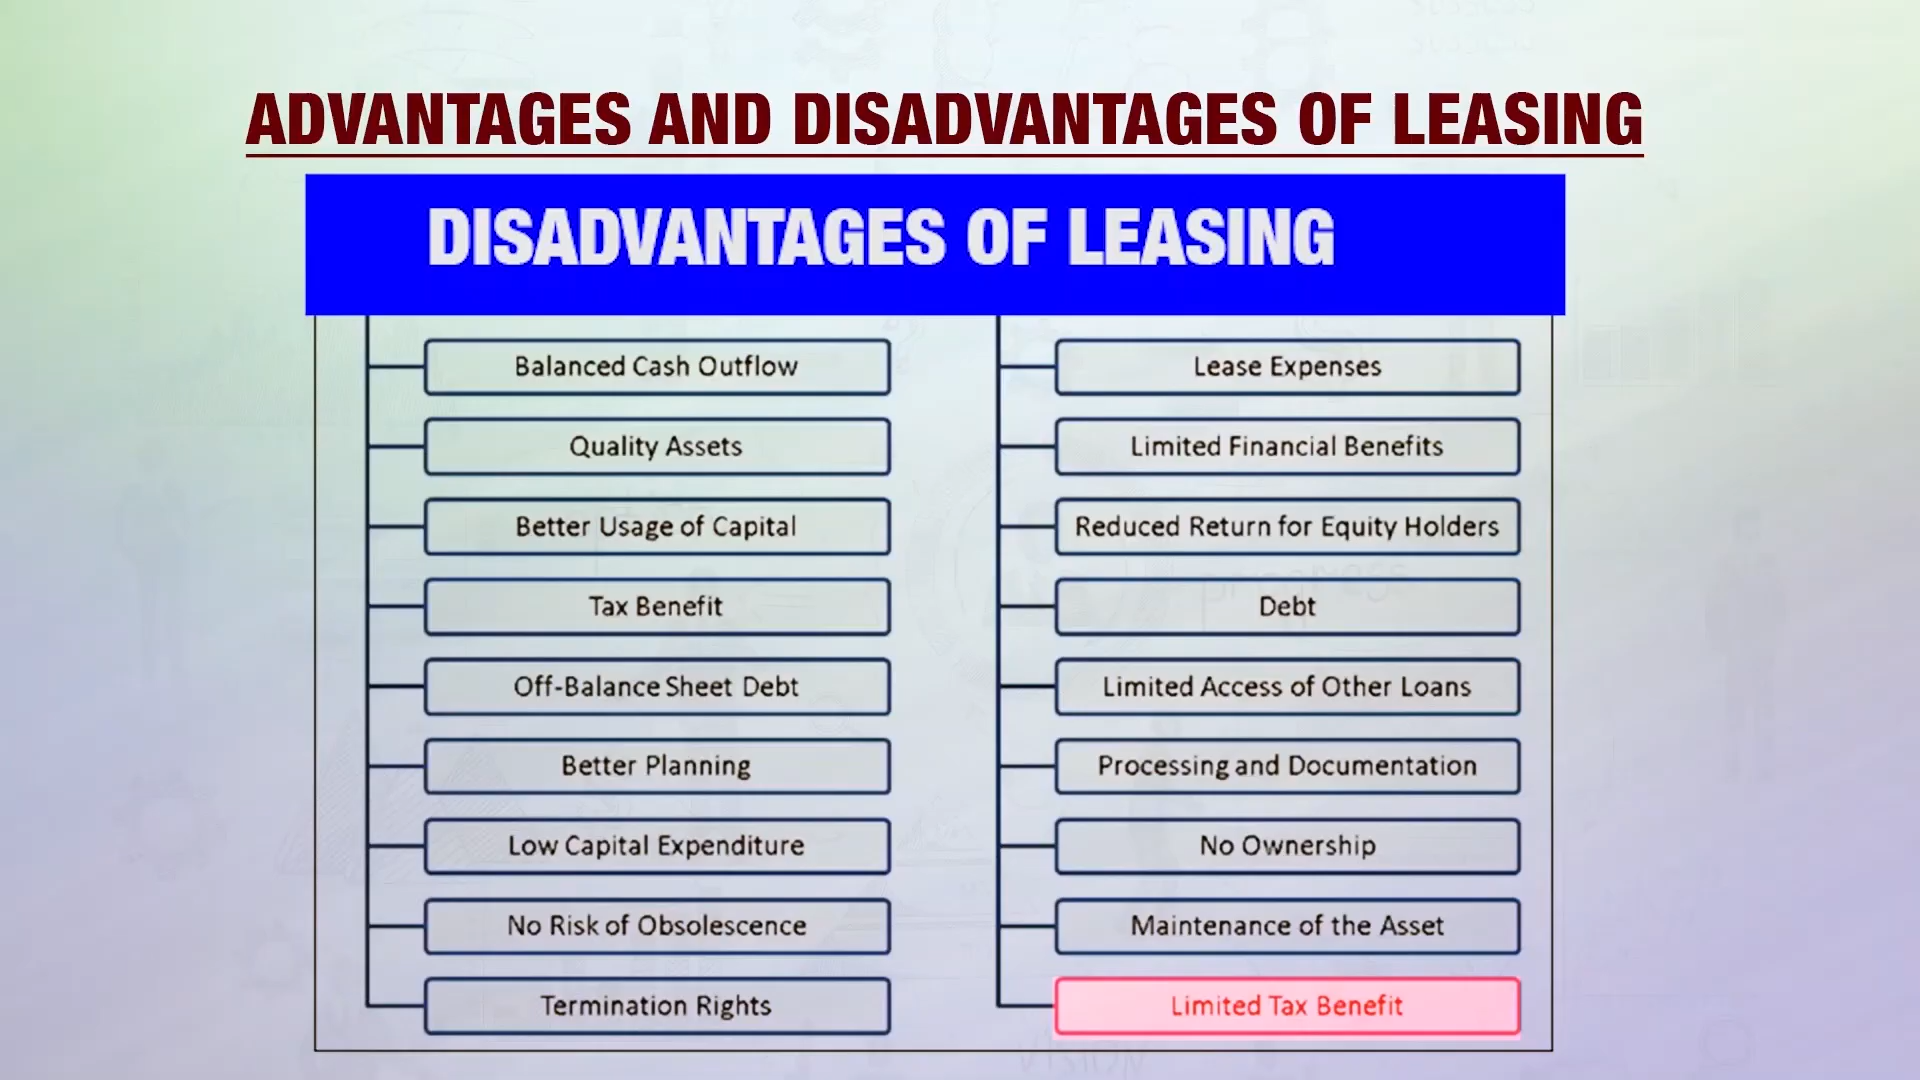 ADVANTAGES AND DISADVANTAGES OF LEASING
DISADVANTAGES OF LEASING
Balanced Cash Outflow
Quality Assets
Better Usage of Capital
Tax Benefit
Off-Balance Sheet Debt
Better Planning
Low Capital Expenditure
No Risk of Obsolescence
Termination Rights
Lease Expenses
Limited Financial Benefits
Reduced Return for Equity Holders
Debt
Limited Access of Other Loans
Processing and Documentation
No Ownership
Maintenance of the Asset
Limited Tax Benefit
progress
VISION